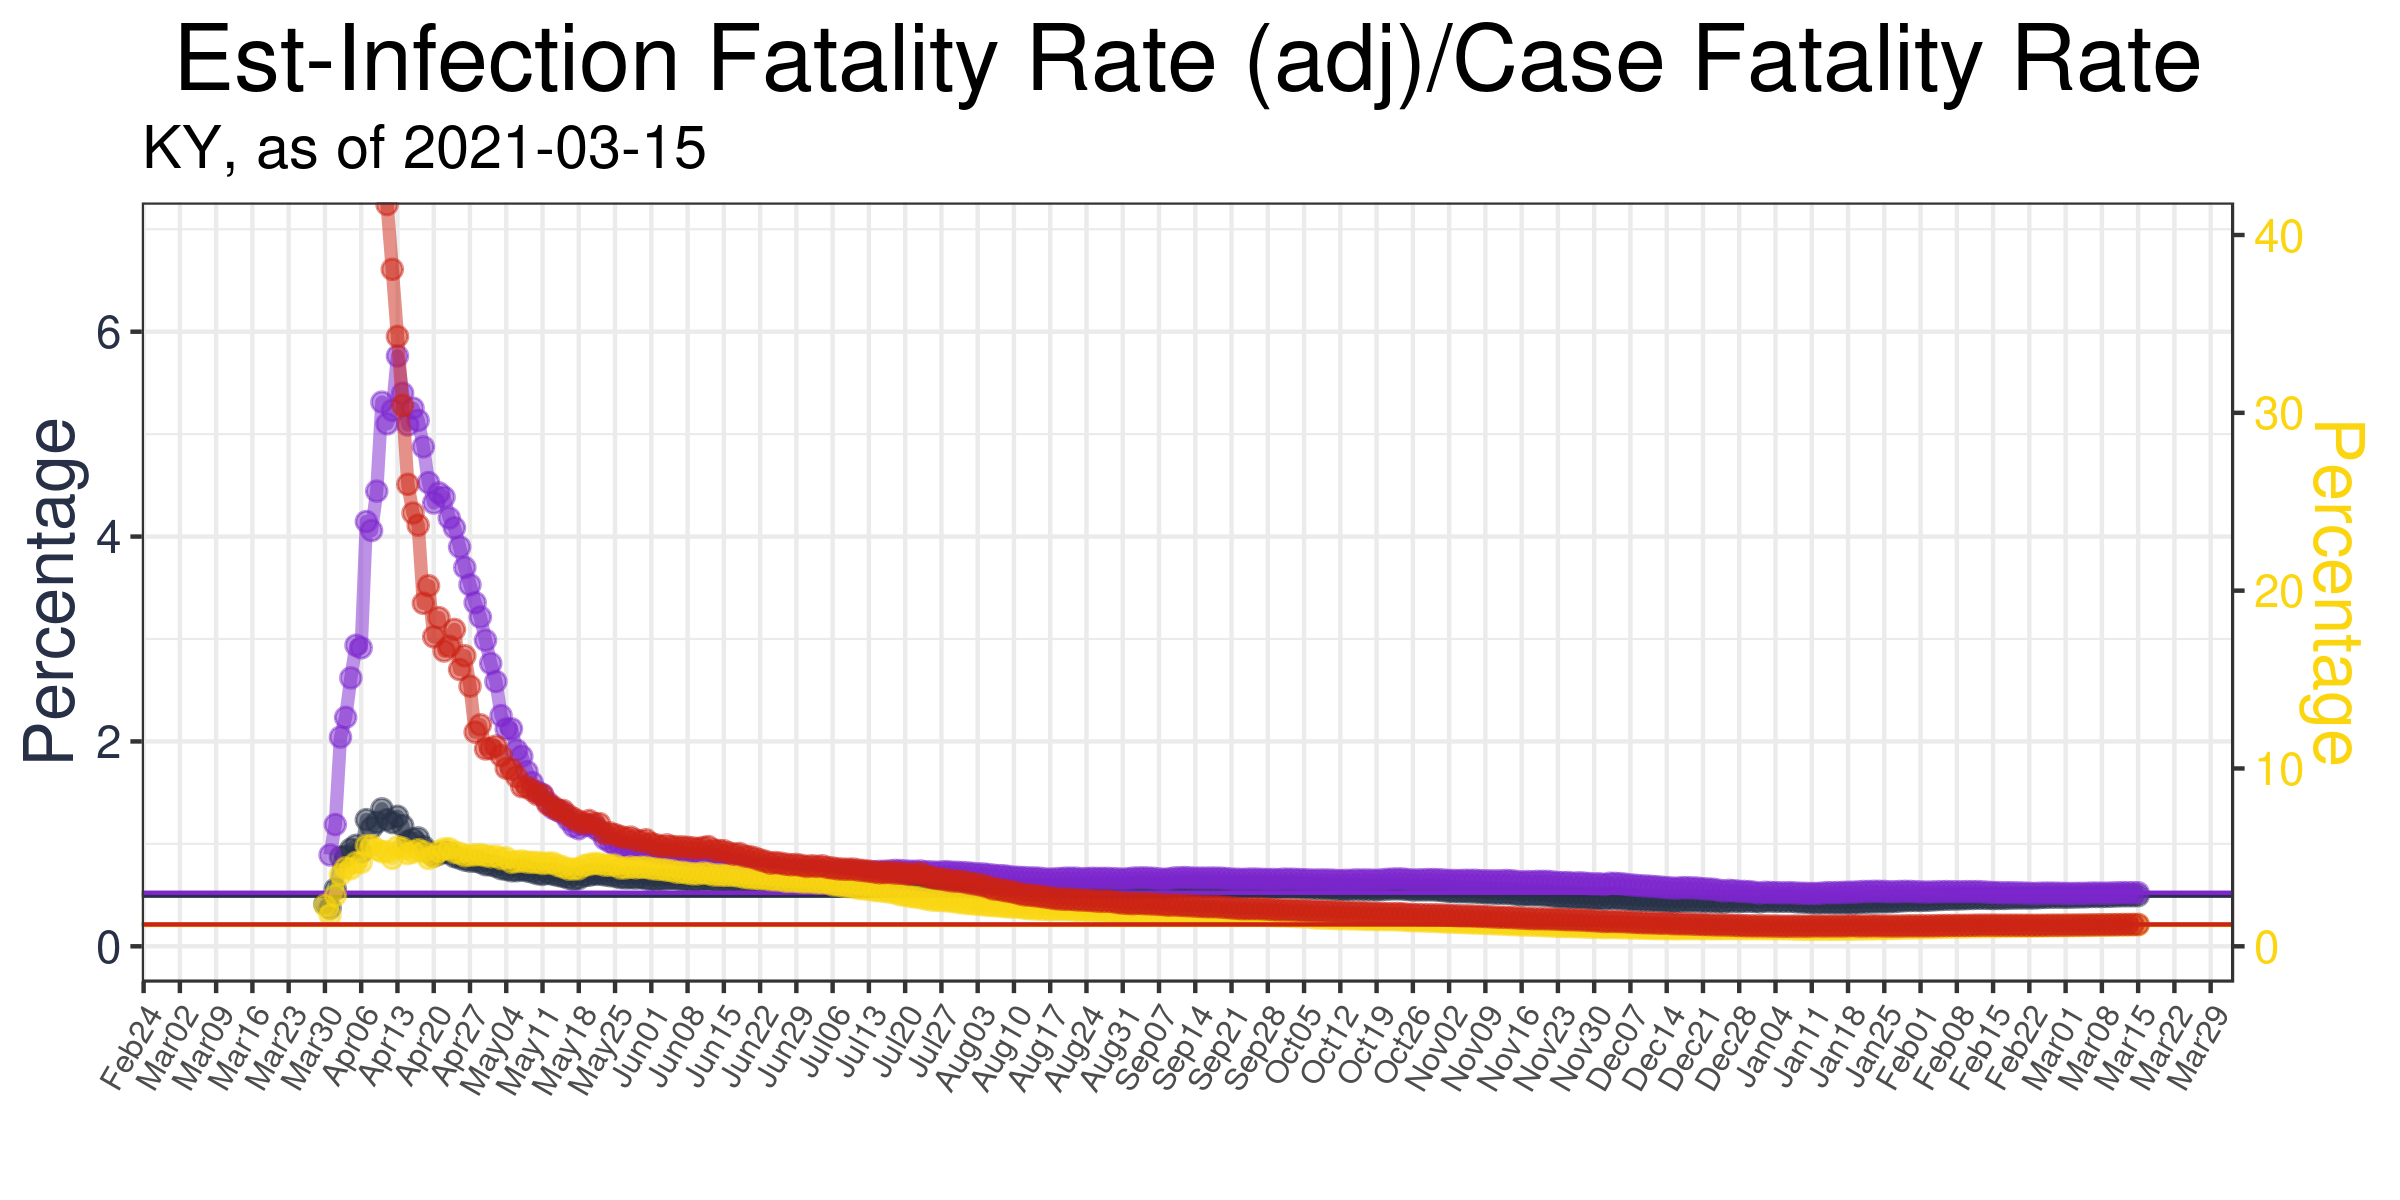 Est-Infection Fatality Rate (adj)/Case Fatality Rate
KY, as of 2021-03-15
Percentage
6
4
2
0
40
30
20
10
0
Percentage
Feb24
Mar02
Mar09
Mar16
Mar23
Mar30
Apr06
Apr13
Apr20
Apr27
May04
May11
May18
May25
Jun01
Jun08
Jun15
Jun22
Jun29
Jul06
Jul13
Jul20
Jul27
Aug03
Aug10
Aug17
Aug24
Aug31
Sep07
Sep14
Sep21
Sep28
Oct05
Oct12
Oct19
Oct26
Nov02
Nov09
Nov16
Nov23
Nov30
Dec07
Dec14
Dec21
Dec28
Jan04
Jan11
Jan18
Jan25
Feb01
Feb08
Feb15
Feb22
Mar01
Mar08
Mar15
Mar22
Mar29